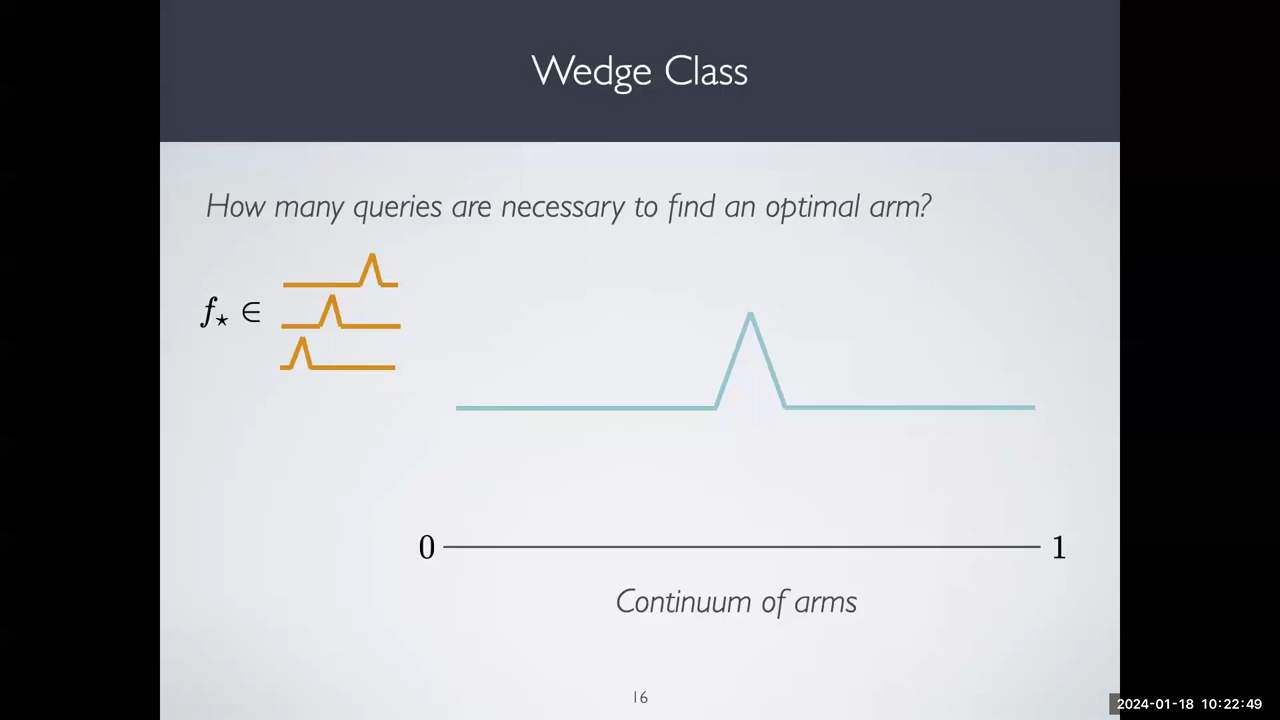 Wedge Class
How many queries are necessary to find an optimal arm?
f⋆ ∈
0
1
Continuum of arms
16
2024-01-18 10:22:49